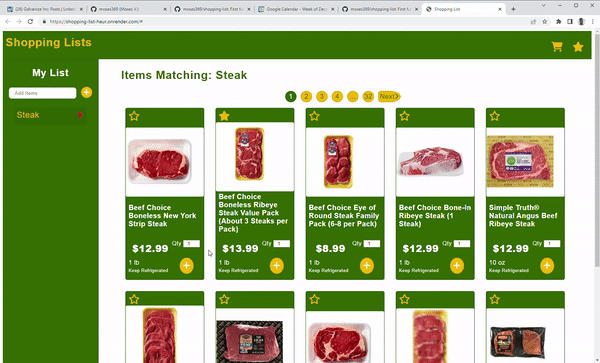 (26) Galvanize Inc: Posts | Linked
moses369 (Moses V.)
moses369/shopping-list: First f
Google Calendar - Week of Dec
moses369/shopping-list: First f
Shopping List
https://shopping-list-heur.onrender.com/#
Shopping Lists
My List
Add Items
Steak
Items Matching: Steak
1 2 3 4 ... 32 Next>
Beef Choice Boneless New York Strip Steak
$12.99
Qty 1
1 lb
Keep Refrigerated
Beef Choice Boneless Ribeye Steak Value Pack (About 3 Steaks per Pack)
$13.99
Qty 1
1 lb
Keep Refrigerated
Beef Choice Eye of Round Steak Family Pack (6-8 per Pack)
$8.99
Qty 1
1 lb
Keep Refrigerated
Beef Choice Bone-In Ribeye Steak (1 Steak)
$12.99
Qty 1
1 lb
Keep Refrigerated
Simple Truth® Natural Angus Beef Ribeye Steak
$12.99
Qty 1
10 oz
Keep Refrigerated